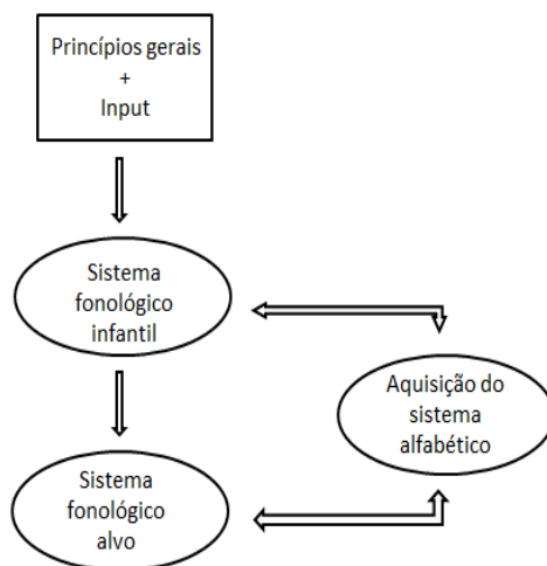 Princípios gerais
+
Input
Sistema
fonológico
infantil
Aquisição do
sistema
alfabético
Sistema
fonológico
alvo